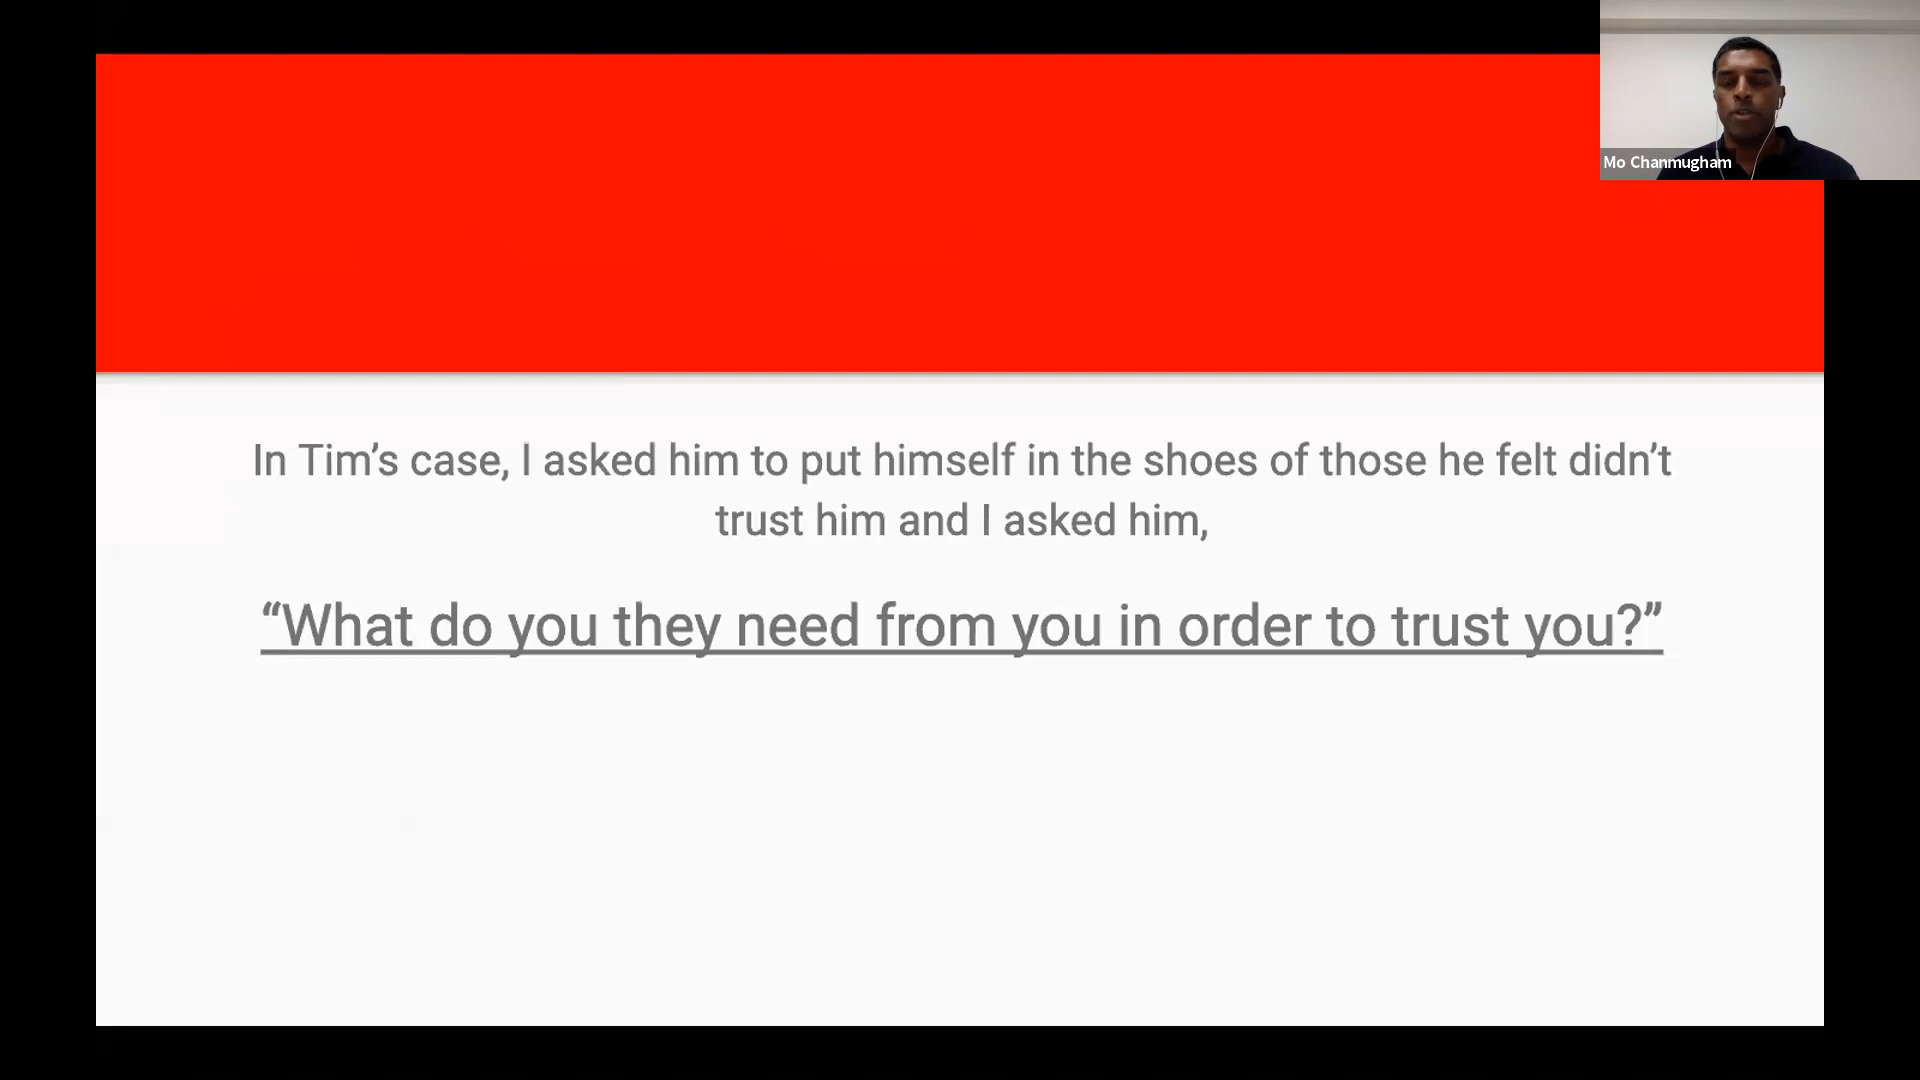 Mo Chanmugham
In Tim’s case, I asked him to put himself in the shoes of those he felt didn’t
trust him and I asked him,
“What do you they need from you in order to trust you?”